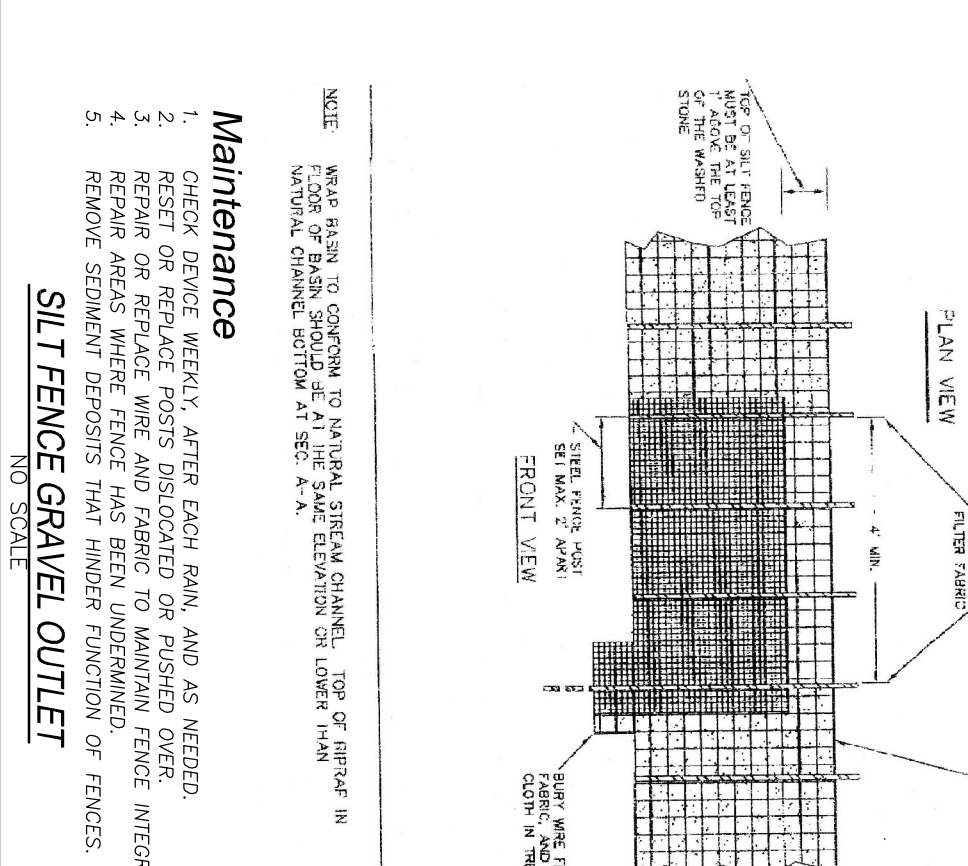 PLAN VIEW
FILTER FABRIC
4' MIN.
TOP OF SILT FENCE
MUST BE AT LEAST
1' ABOVE THE TOP
OF THE WASHED
STONE
STEEL FENCE POST
SET MAX. 2' APART
FRONT VIEW
BURY WIRE
FABRIC, AND
CLOTH IN
NOTE: WRAP BASIN TO CONFORM TO NATURAL STREAM CHANNEL. TOP OF RIPRAP IN
FLOOR OF BASIN SHOULD BE AT THE SAME ELEVATION OR LOWER THAN
NATURAL CHANNEL BOTTOM AT SEC. A-A.
Maintenance
1. CHECK DEVICE WEEKLY, AFTER EACH RAIN, AND AS NEEDED.
2. RESET OR REPLACE POSTS DISLOCATED OR PUSHED OVER.
3. REPAIR OR REPLACE WIRE AND FABRIC TO MAINTAIN FENCE INTEGR
4. REPAIR AREAS WHERE FENCE HAS BEEN UNDERMINED.
5. REMOVE SEDIMENT DEPOSITS THAT HINDER FUNCTION OF FENCES.
SILT FENCE GRAVEL OUTLET
NO SCALE